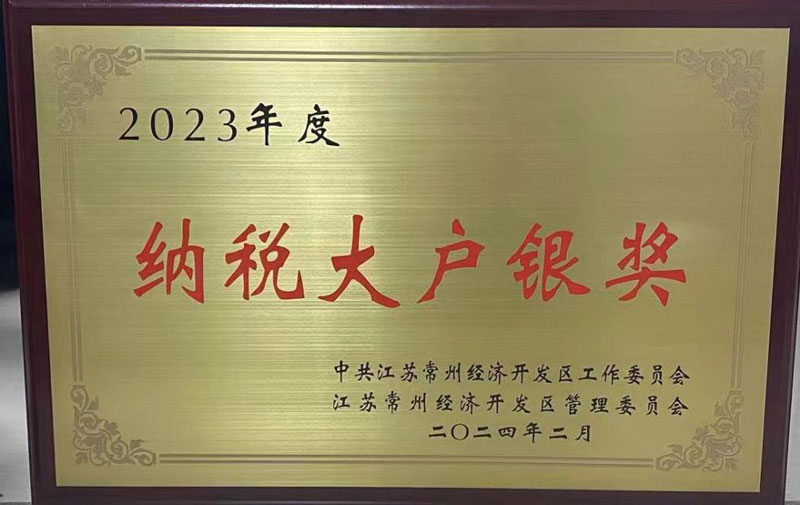 2023年度
纳税大户银奖
中共江苏常州经济开发区工作委员会
江苏常州经济开发区管理委员会
二〇二四年二月